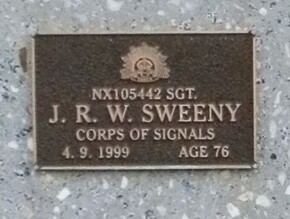 NX105442 SGT.
J. R. W. SWEENY
CORPS OF SIGNALS
4. 9. 1999 AGE 76